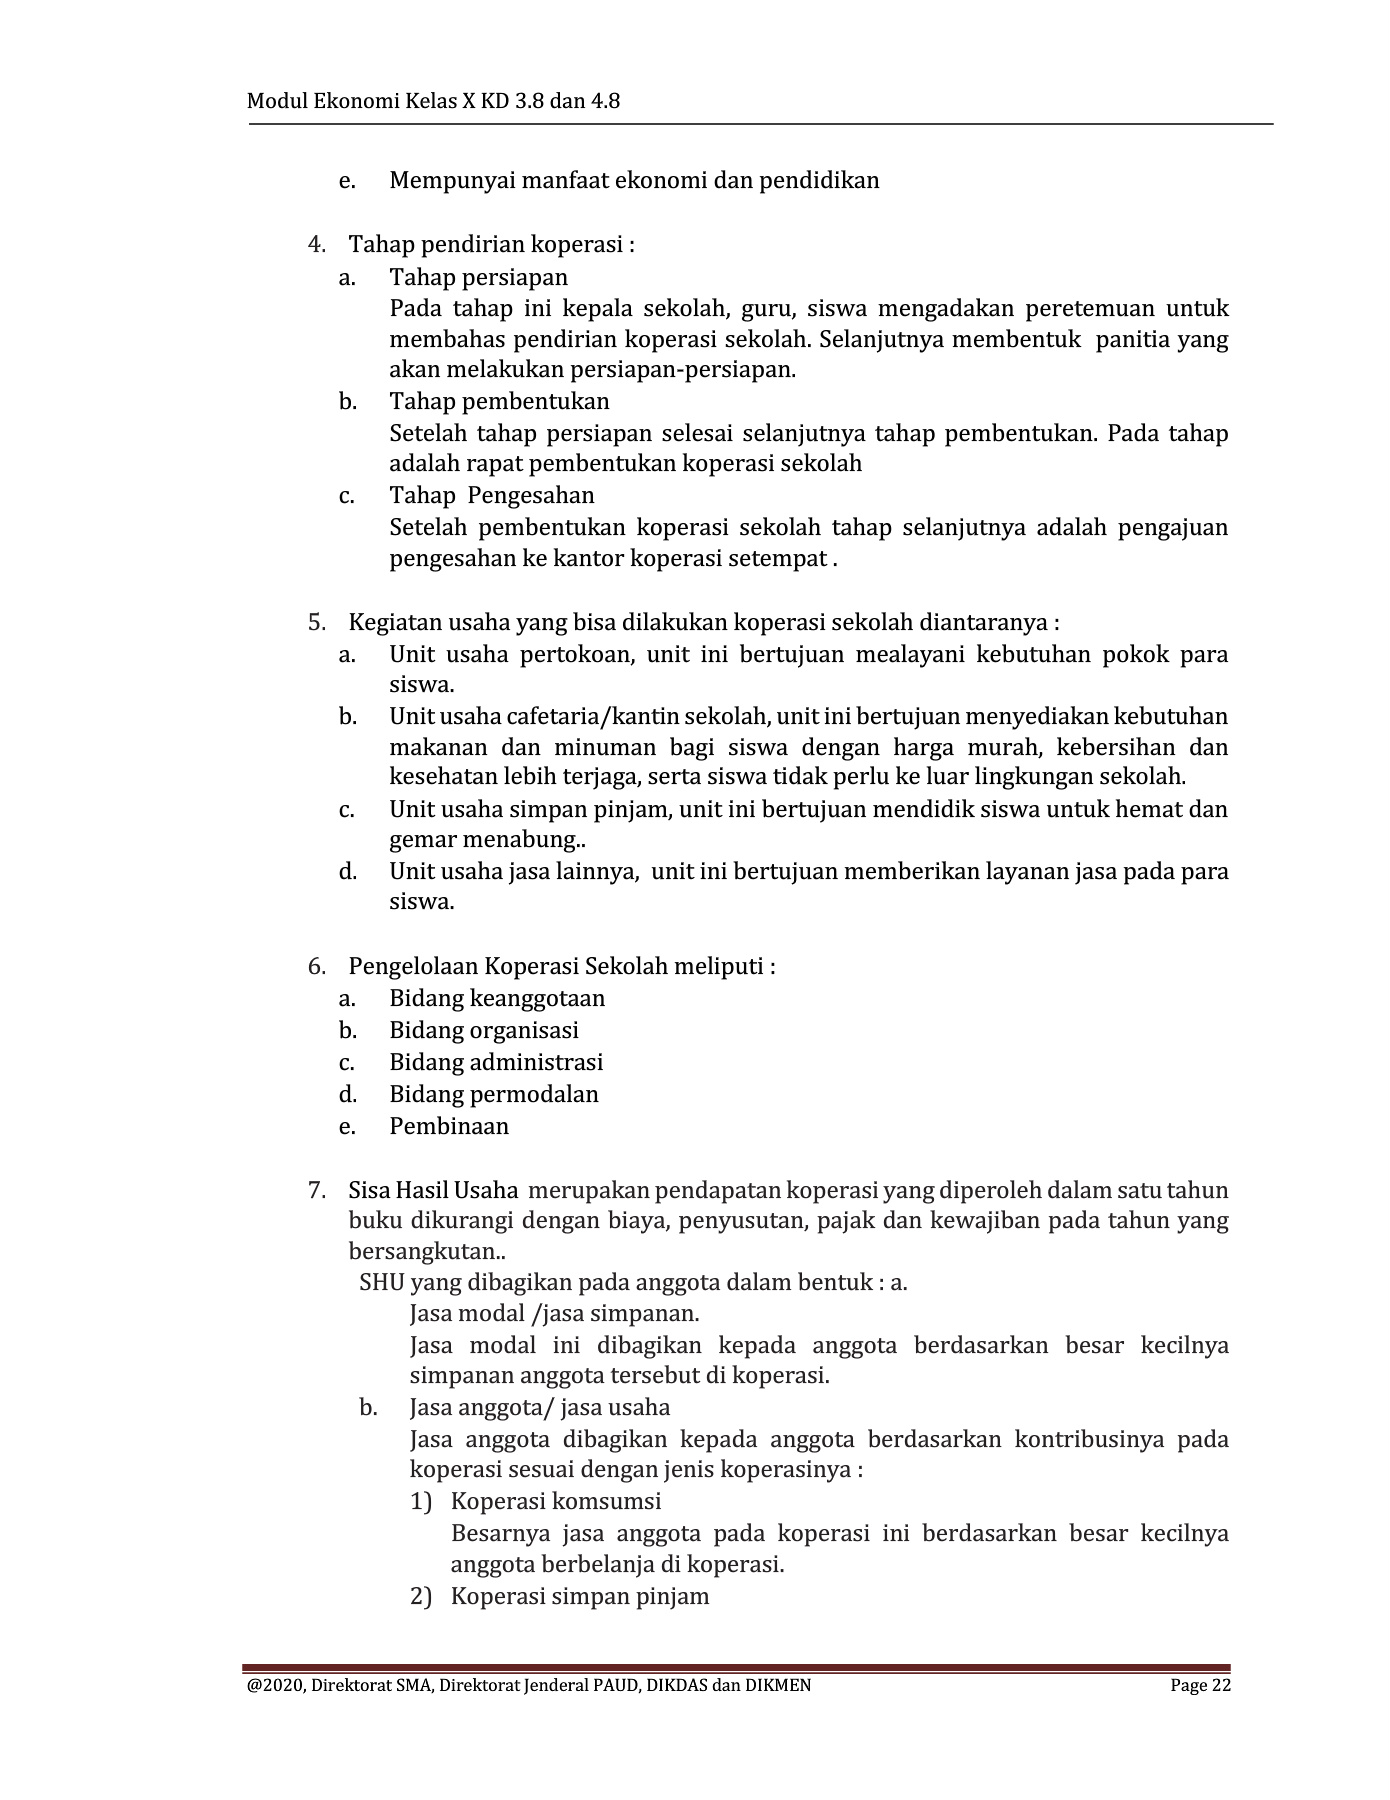 Modul Ekonomi Kelas X KD 3.8 dan 4.8
e. Mempunyai manfaat ekonomi dan pendidikan
4. Tahap pendirian koperasi :
a. Tahap persiapan
Pada tahap ini kepala sekolah, guru, siswa mengadakan peretemuan untuk
membahas pendirian koperasi sekolah. Selanjutnya membentuk panitia yang
akan melakukan persiapan-persiapan.
b. Tahap pembentukan
Setelah tahap persiapan selesai selanjutnya tahap pembentukan. Pada tahap
adalah rapat pembentukan koperasi sekolah
c. Tahap Pengesahan
Setelah pembentukan koperasi sekolah tahap selanjutnya adalah pengajuan
pengesahan ke kantor koperasi setempat .
5. Kegiatan usaha yang bisa dilakukan koperasi sekolah diantaranya :
a. Unit usaha pertokoan, unit ini bertujuan mealayani kebutuhan pokok para
siswa.
b. Unit usaha cafetaria/kantin sekolah, unit ini bertujuan menyediakan kebutuhan
makanan dan minuman bagi siswa dengan harga murah, kebersihan dan
kesehatan lebih terjaga, serta siswa tidak perlu ke luar lingkungan sekolah.
c. Unit usaha simpan pinjam, unit ini bertujuan mendidik siswa untuk hemat dan
gemar menabung..
d. Unit usaha jasa lainnya, unit ini bertujuan memberikan layanan jasa pada para
siswa.
6. Pengelolaan Koperasi Sekolah meliputi :
a. Bidang keanggotaan
b. Bidang organisasi
c. Bidang administrasi
d. Bidang permodalan
e. Pembinaan
7. Sisa Hasil Usaha merupakan pendapatan koperasi yang diperoleh dalam satu tahun
buku dikurangi dengan biaya, penyusutan, pajak dan kewajiban pada tahun yang
bersangkutan..
SHU yang dibagikan pada anggota dalam bentuk : a.
Jasa modal /jasa simpanan.
Jasa modal ini dibagikan kepada anggota berdasarkan besar kecilnya
simpanan anggota tersebut di koperasi.
b. Jasa anggota/ jasa usaha
Jasa anggota dibagikan kepada anggota berdasarkan kontribusinya pada
koperasi sesuai dengan jenis koperasinya :
1) Koperasi komsumsi
Besarnya jasa anggota pada koperasi ini berdasarkan besar kecilnya
anggota berbelanja di koperasi.
2) Koperasi simpan pinjam
@2020, Direktorat SMA, Direktorat Jenderal PAUD, DIKDAS dan DIKMEN Page 22